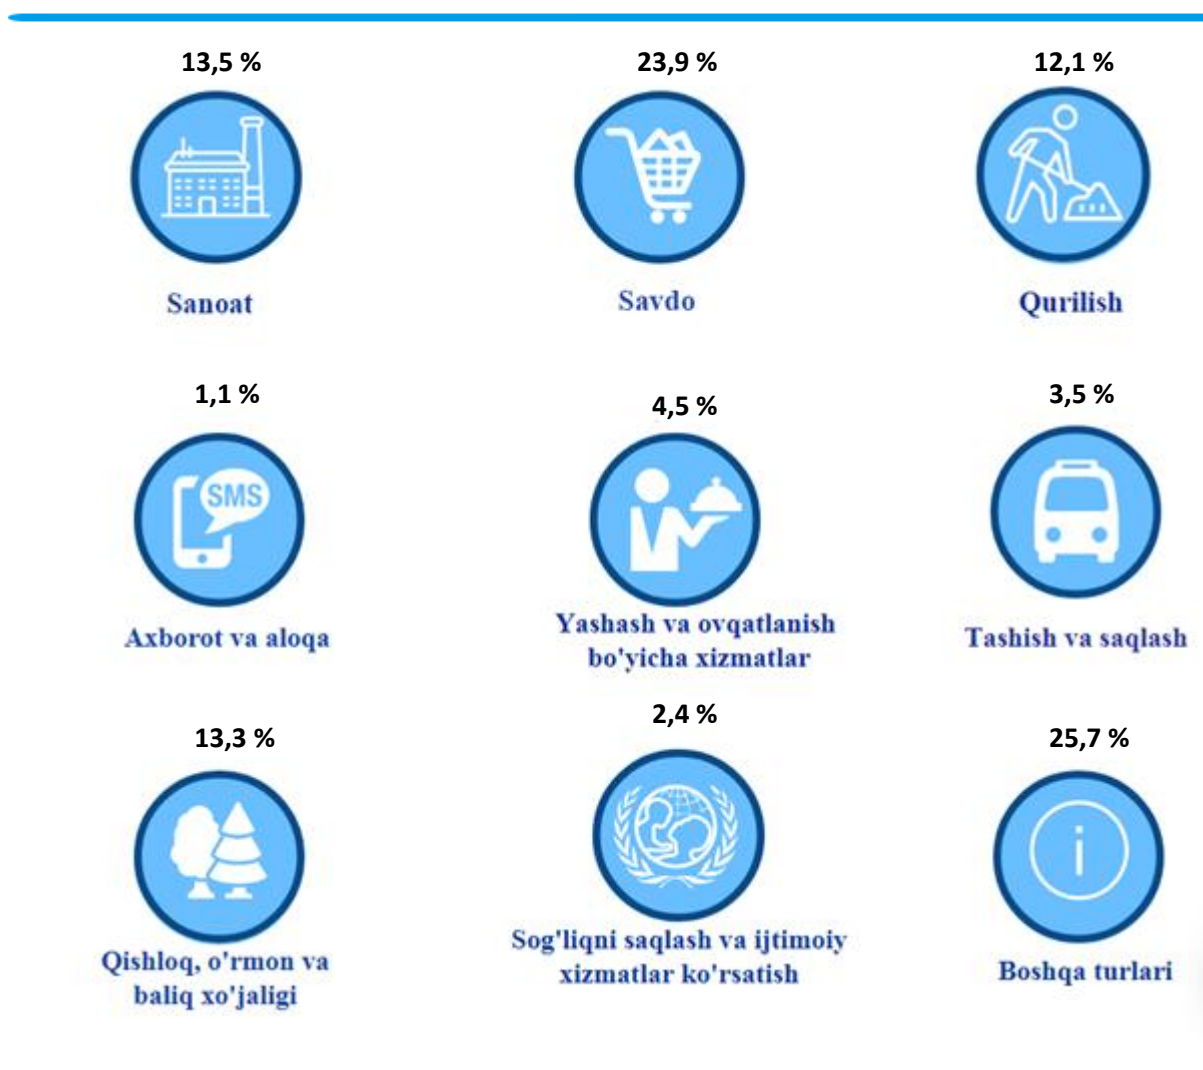 13,5 %
Sanoat
23,9 %
Savdo
12,1 %
Qurilish
1,1 %
SMS
Axborot va aloqa
4,5 %
Yashash va ovqatlanish
bo'yicha xizmatlar
3,5 %
Tashish va saqlash
13,3 %
Qishloq, o'rmon va
baliq xo'jaligi
2,4 %
Sog'liqni saqlash va ijtimoiy
xizmatlar ko'rsatish
25,7 %
i
Boshqa turlari